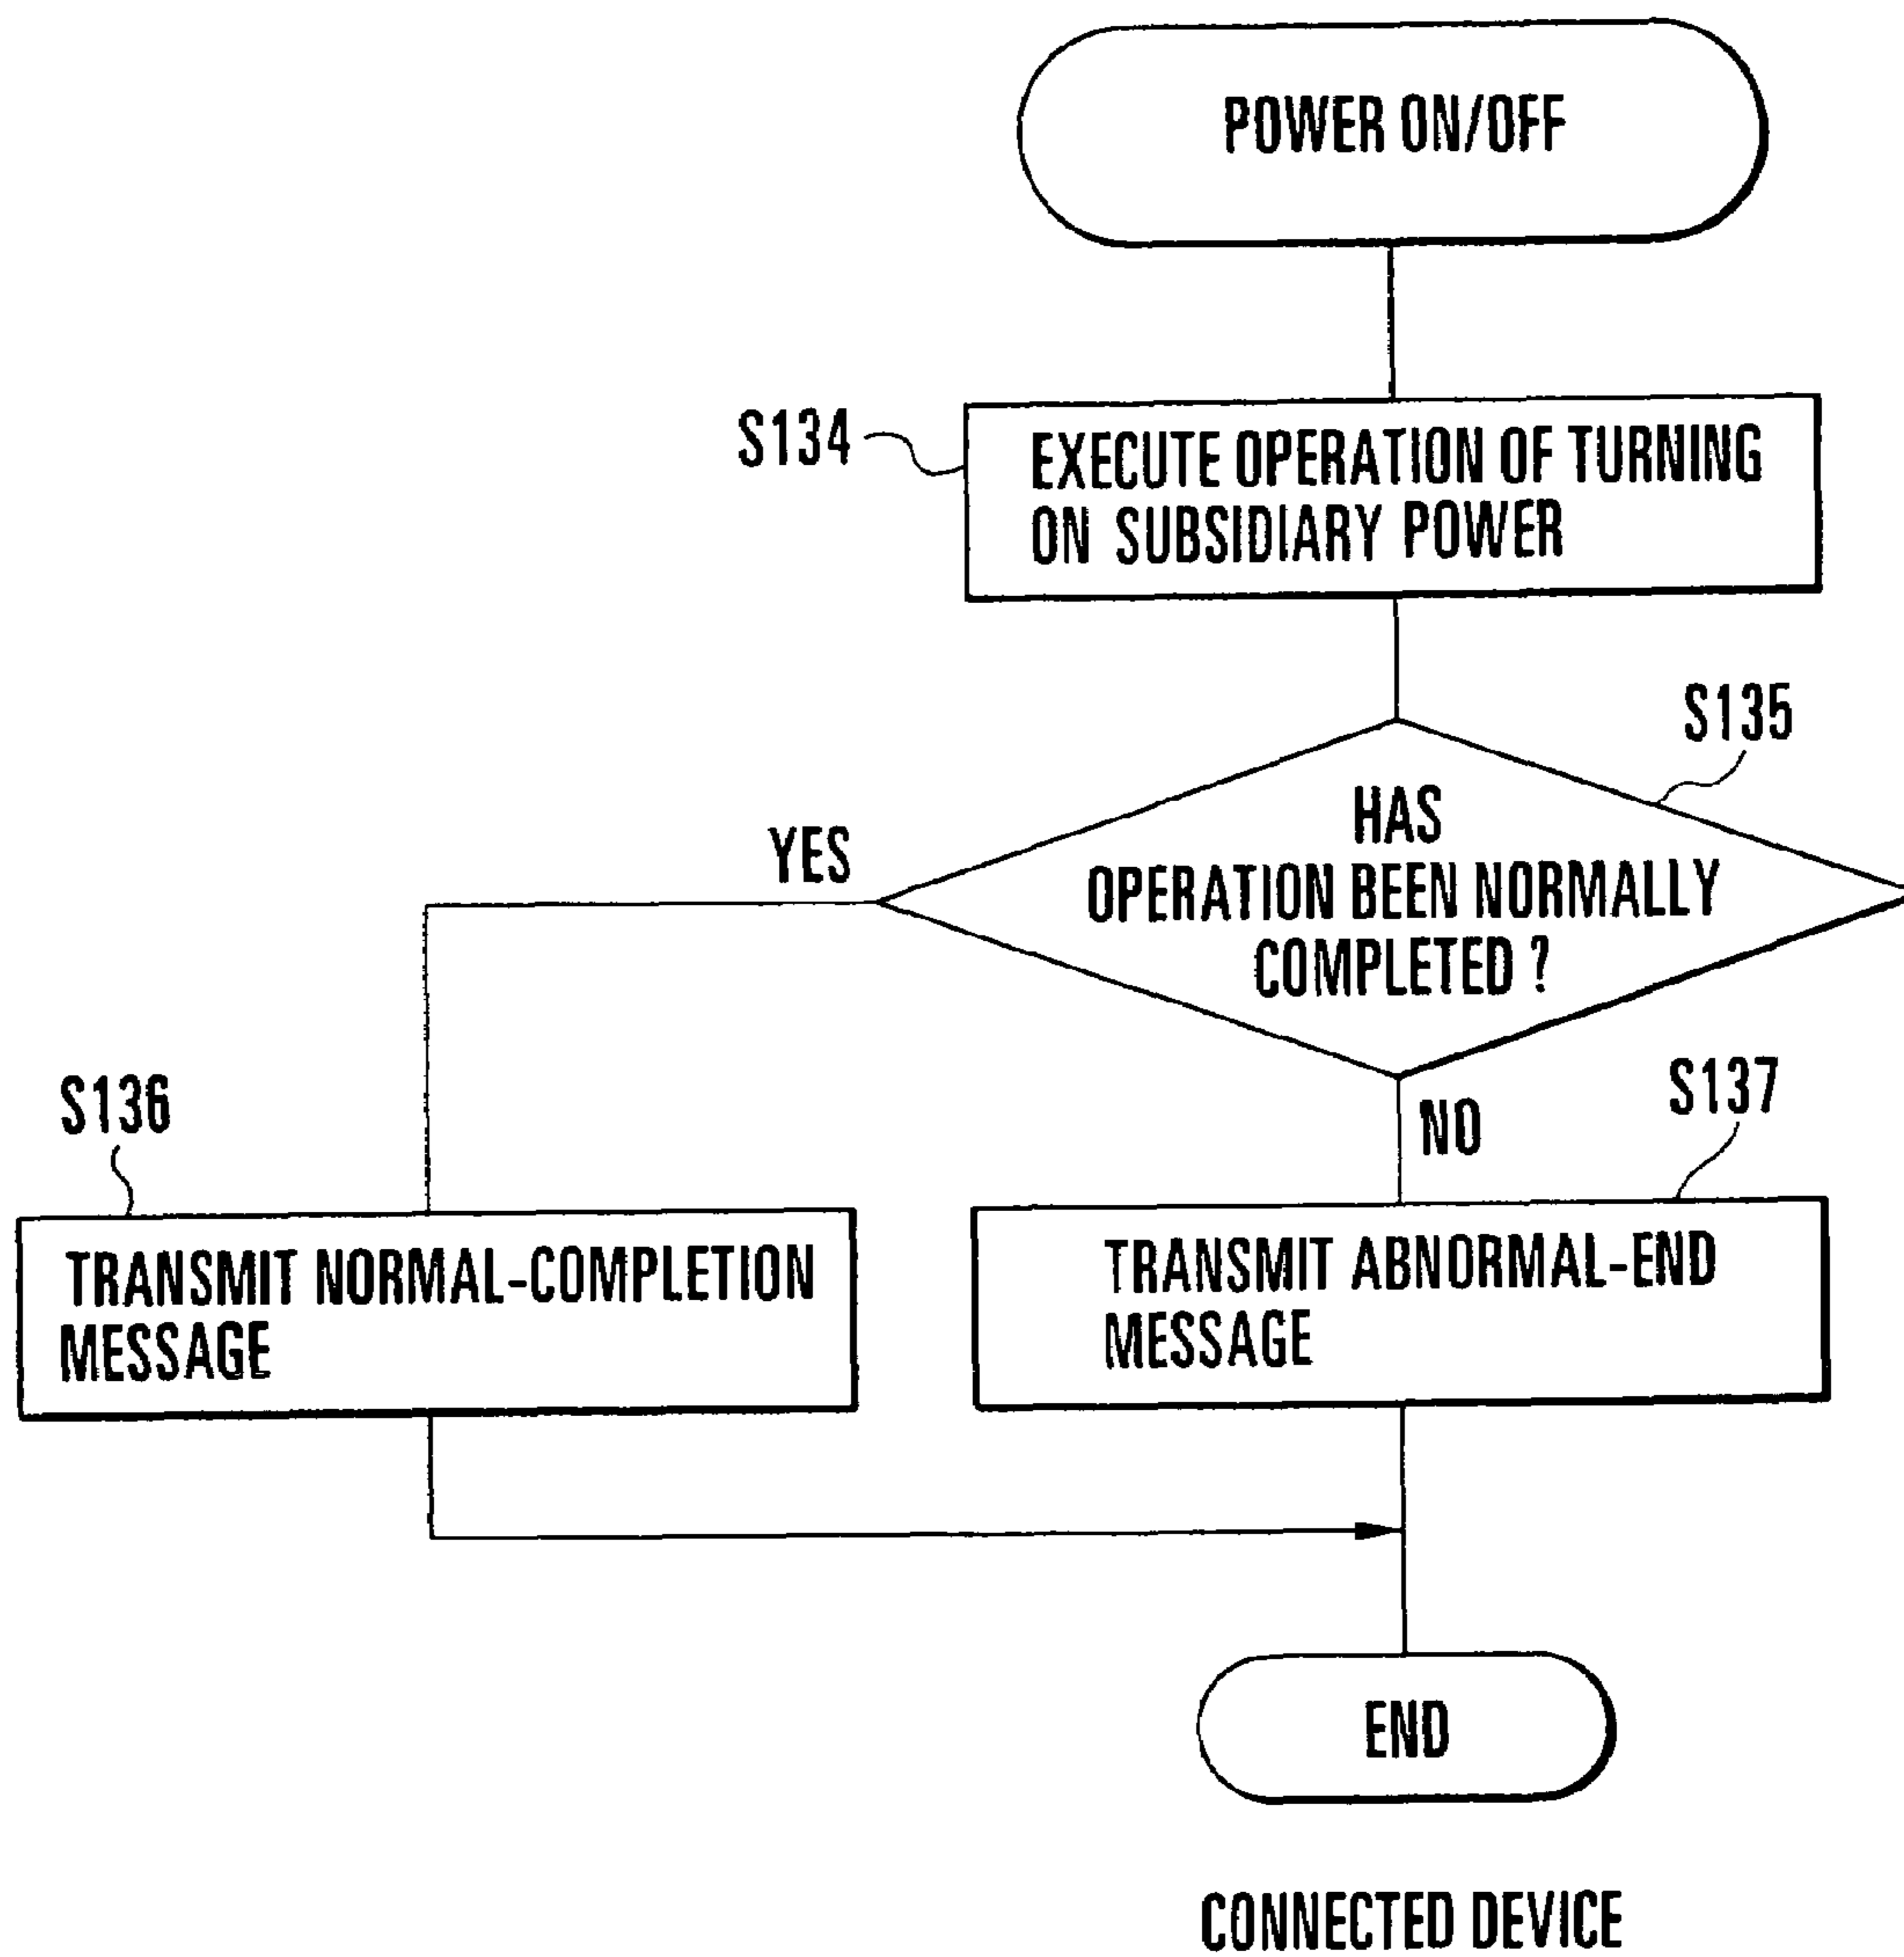 POWER ON/OFF
S134
EXECUTE OPERATION OF TURNING
ON SUBSIDIARY POWER
S135
HAS
OPERATION BEEN NORMALLY
COMPLETED ?
YES
NO
S136
TRANSMIT NORMAL-COMPLETION
MESSAGE
S137
TRANSMIT ABNORMAL-END
MESSAGE
END
CONNECTED DEVICE